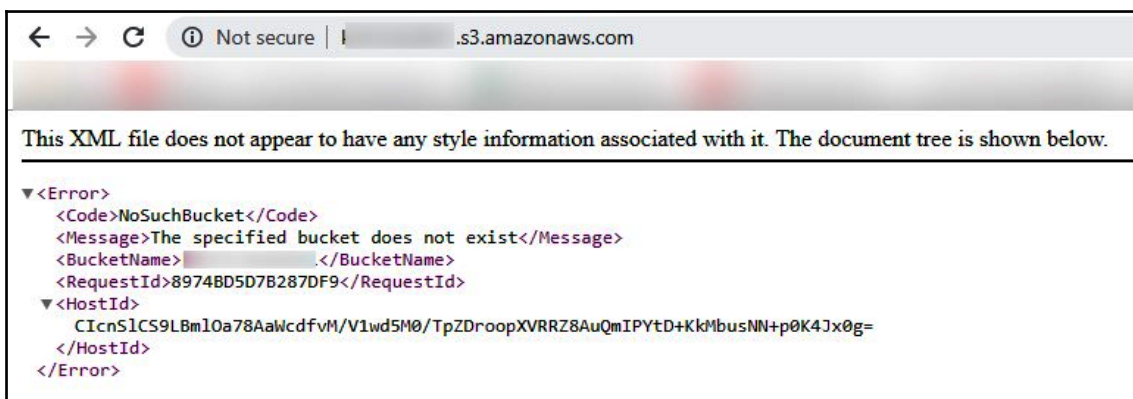 Not secure | .s3.amazonaws.com
This XML file does not appear to have any style information associated with it. The document tree is shown below.
▼<Error>
<Code>NoSuchBucket</Code>
<Message>The specified bucket does not exist</Message>
<BucketName> </BucketName>
<RequestId>8974BD5D7B287DF9</RequestId>
▼<HostId>
CIcnSlCS9LBmlOa78AaWcdfvM/V1wd5M0/TpZDroopXVRRZ8AuQmIPYtD+KkMbusNN+p0K4Jx0g=
</HostId>
</Error>